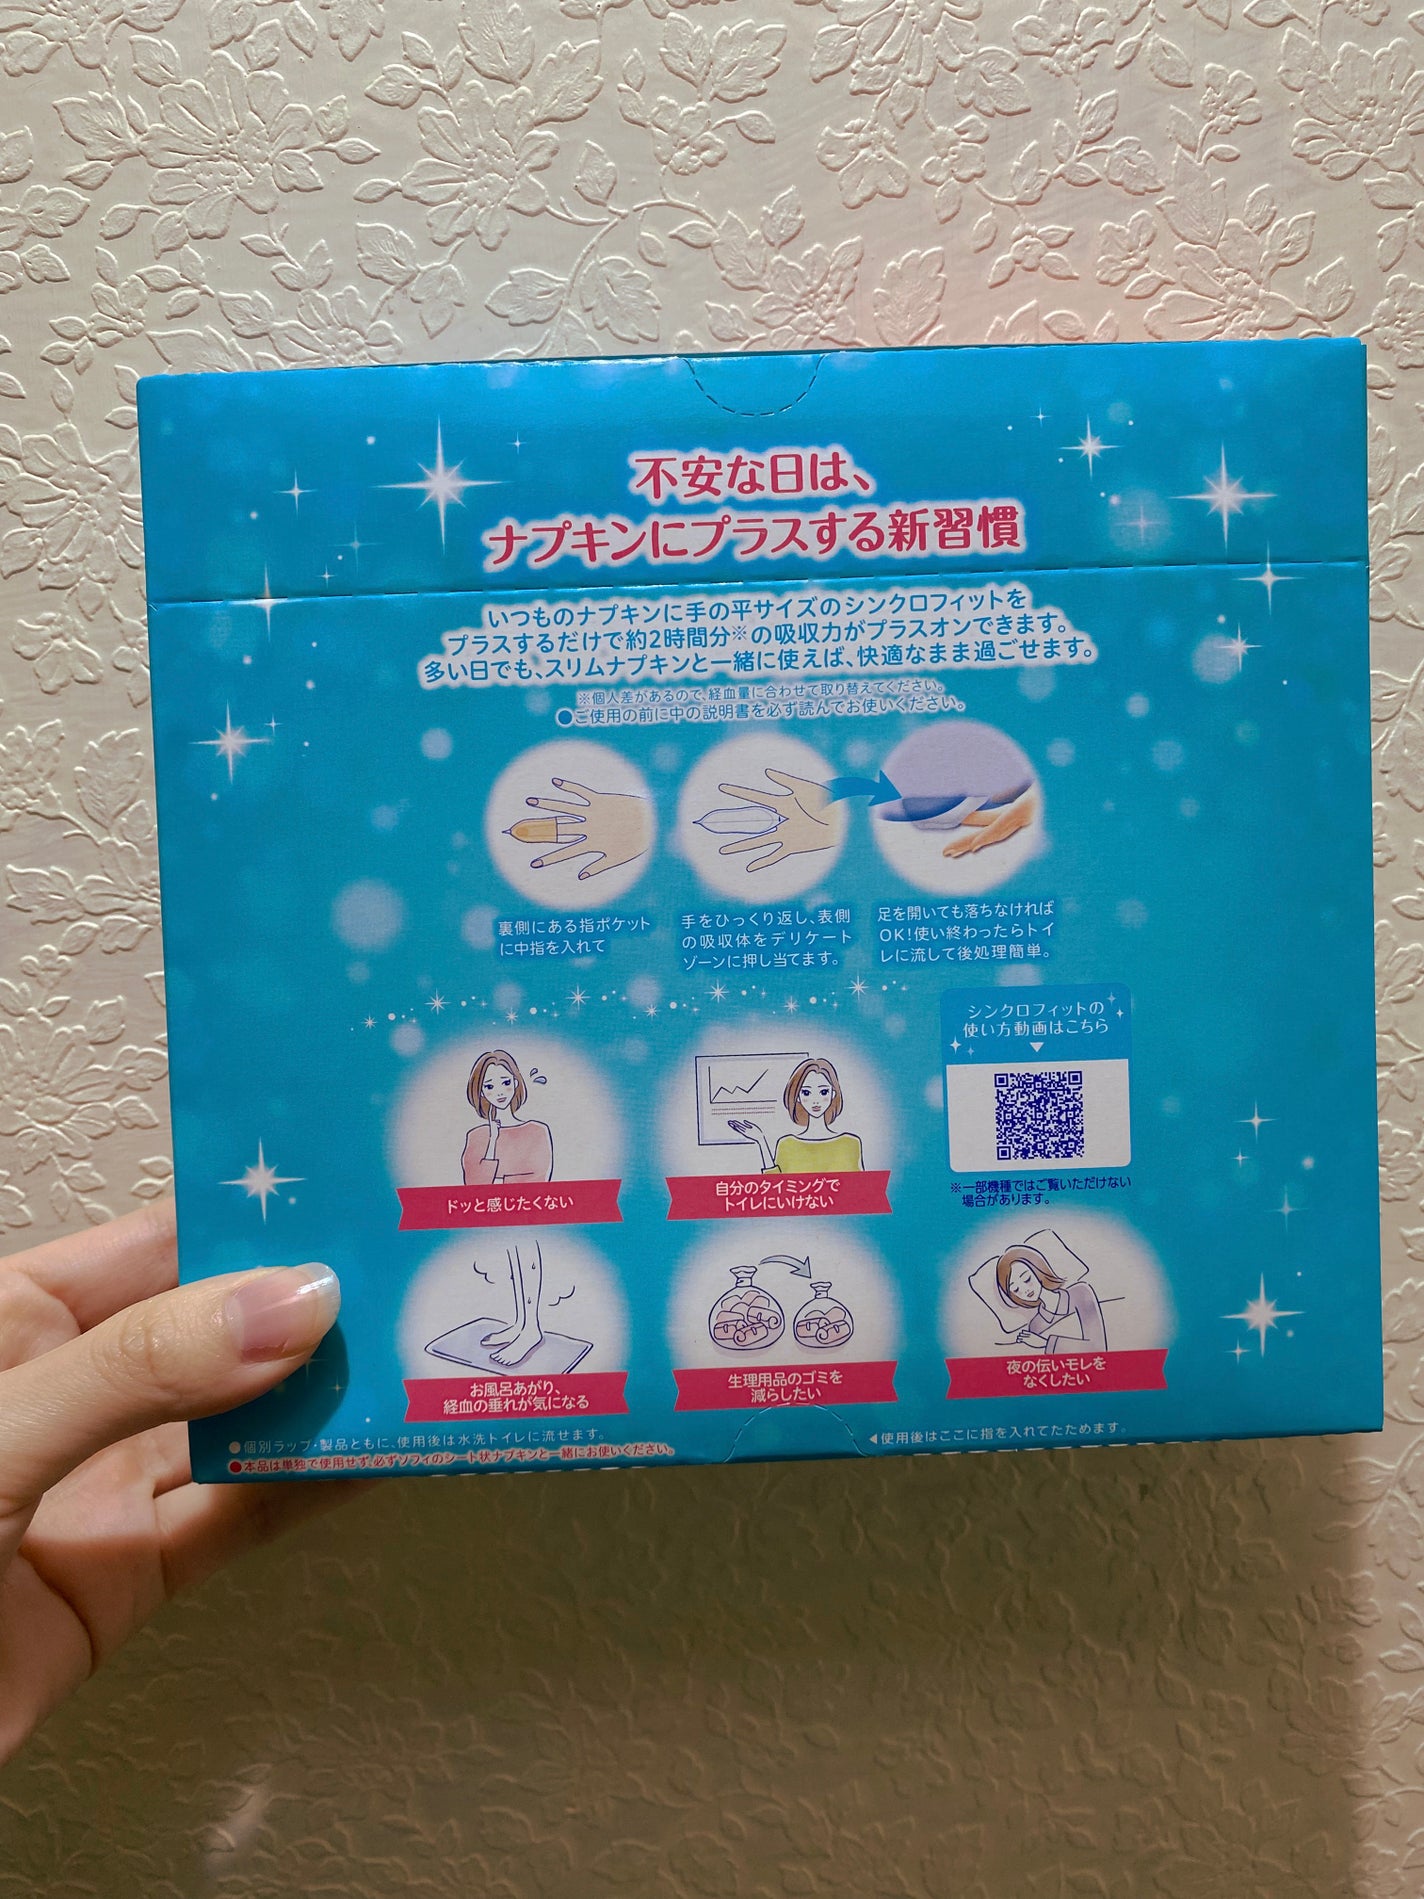 不安な日は、
ナプキンにプラスする新習慣
いつものナプキンに手の平サイズのシンクロフィットを
プラスするだけで約2時間分※の吸収力がプラスオンできます。
多い日でも、スリムナプキンと一緒に使えば、快適なまま過ごせます。
※個人差があるので、経血量に合わせて取り替えてください。
●ご使用の前に中の説明書を必ず読んでお使いください。
裏側にある指ポケット
に中指を入れて
手をひっくり返し、表側
の吸収体をデリケート
ゾーンに押し当てます。
足を開いても落ちなければ
OK!使い終わったらトイ
レに流して後処理簡単。
シンクロフィットの
使い方動画はこちら
▼
※一部機種ではご覧いただけない
場合があります。
ドッと感じたくない
自分のタイミングで
トイレにいけない
お風呂あがり、
経血の垂れが気になる
生理用品のゴミを
減らしたい
夜の伝いモレを
なくしたい
●個別ラップ・製品ともに、使用後は水洗トイレに流せます。
●本品は単独で使用せず、必ずソフィのシート状ナプキンと一緒にお使いください。
◀使用後はここに指を入れてたためます。